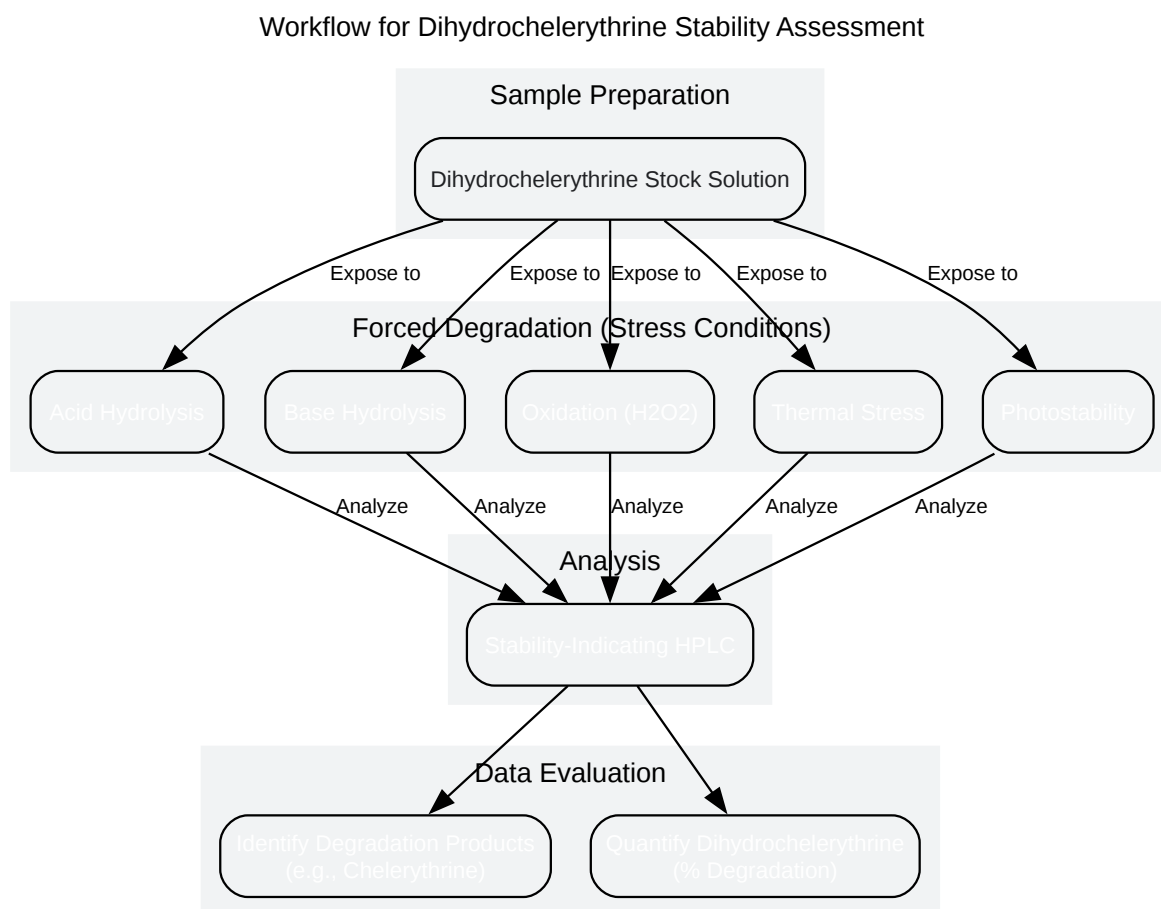 Workflow for Dihydrochelerythrine Stability Assessment
Sample Preparation
Dihydrochelerythrine Stock Solution
Expose to Expose to Expose to Expose to Expose to
Forced Degradation (Stress Conditions)
Acid Hydrolysis Base Hydrolysis Oxidation (H2O2) Thermal Stress Photostability
Analyze Analyze Analyze Analyze Analyze
Analysis
Stability-Indicating HPLC
Data Evaluation
Identify Degradation Products
(e.g., Chelerythrine)
Quantify Dihydrochelerythrine
(% Degradation)